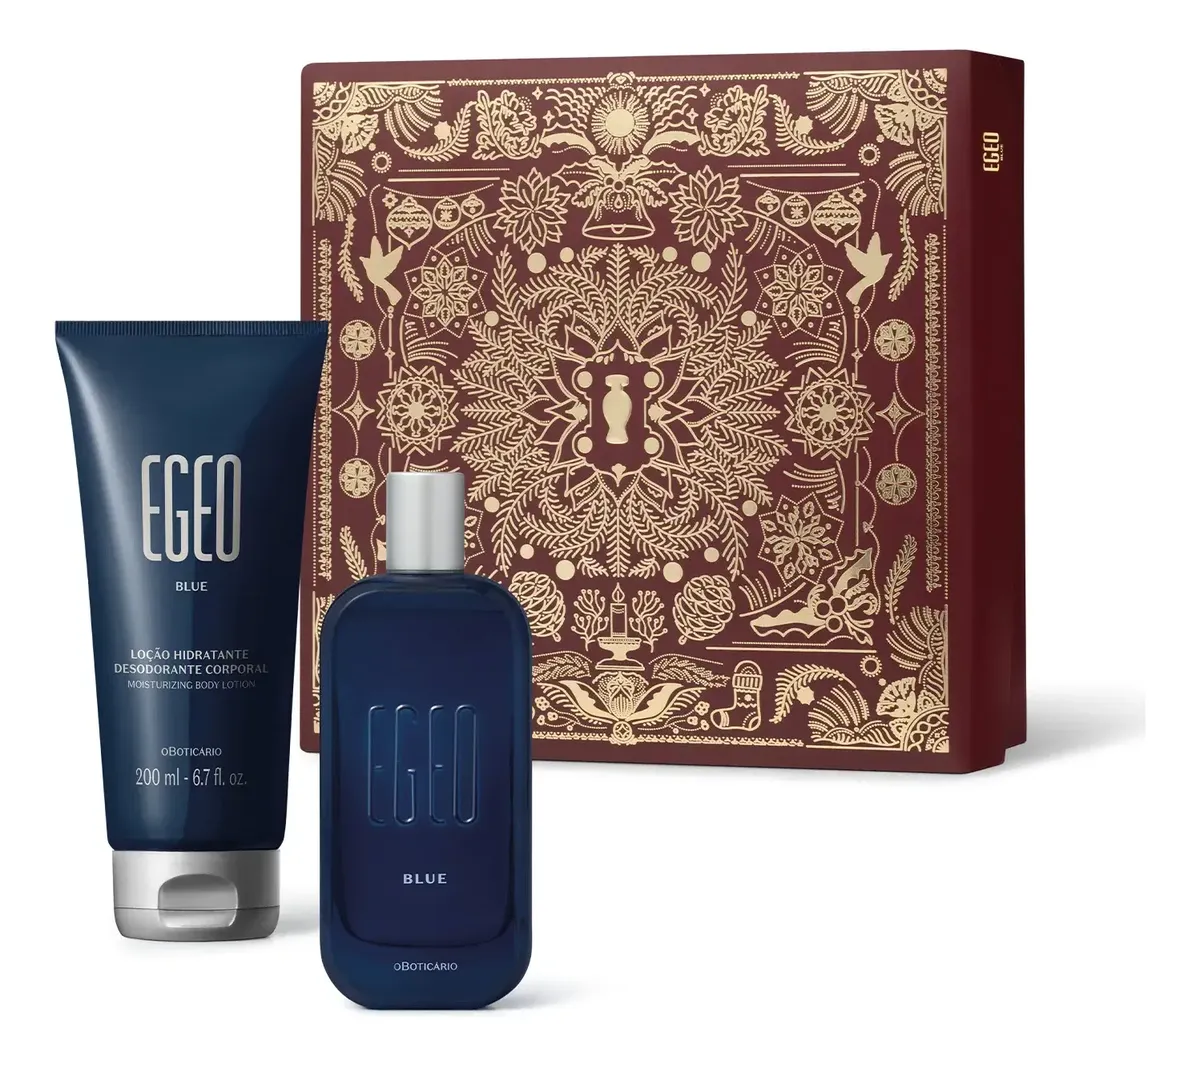 EGEO
BLUE
EGEO
BLUE
LOÇÃO HIDRATANTE
DESODORANTE CORPORAL
MOISTURIZING BODY LOTION
oBOTICÁRIO
200 ml - 6.7 fl. oz.
EGEO
BLUE
oBOTICÁRIO